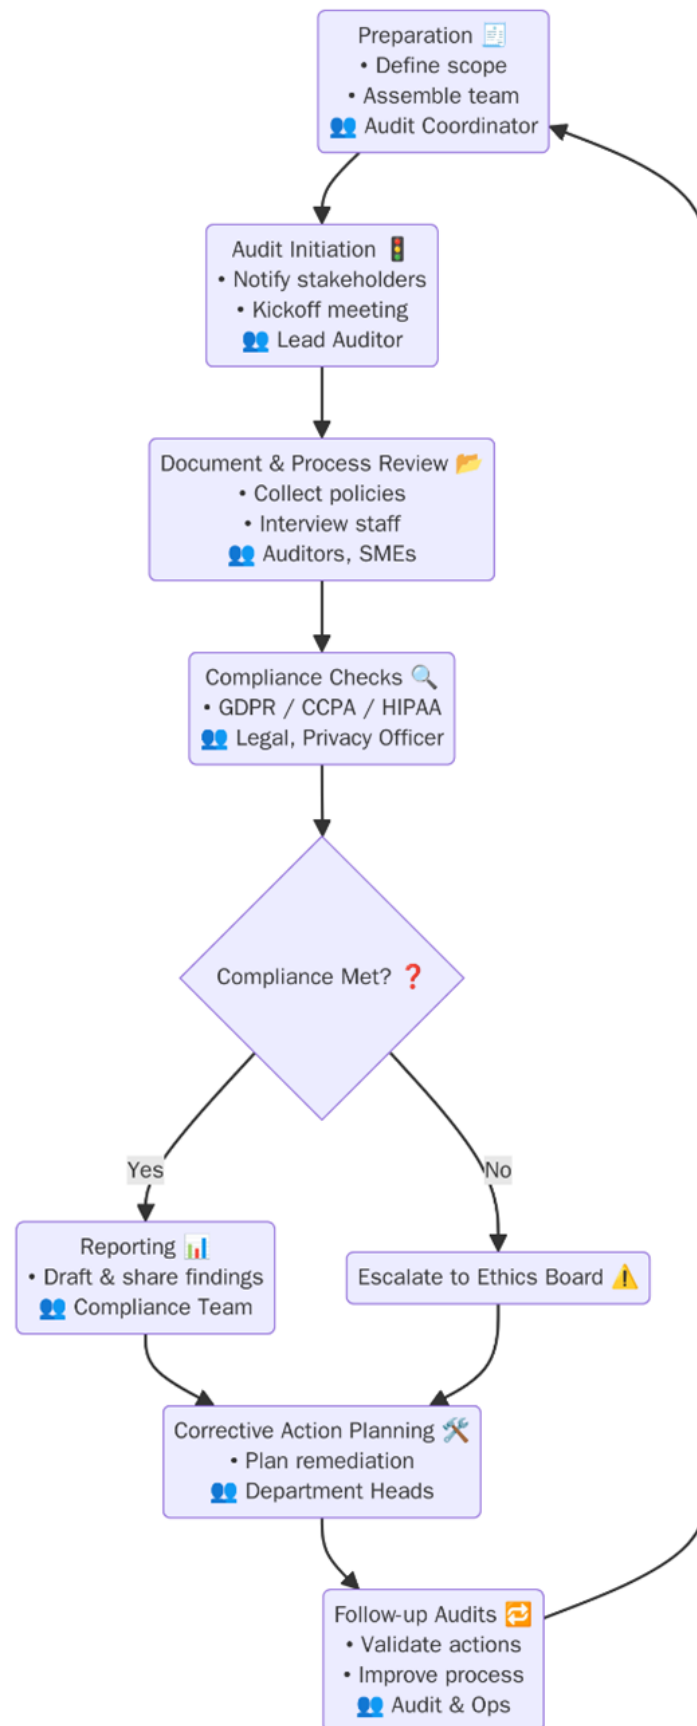 Preparation 🧾
• Define scope
• Assemble team
👥 Audit Coordinator
Audit Initiation 🚦
• Notify stakeholders
• Kickoff meeting
👥 Lead Auditor
Document & Process Review 📂
• Collect policies
• Interview staff
👥 Auditors, SMEs
Compliance Checks 🔍
• GDPR / CCPA / HIPAA
👥 Legal, Privacy Officer
Compliance Met? ❓
Yes
No
Reporting 📊
• Draft & share findings
👥 Compliance Team
Escalate to Ethics Board ⚠️
Corrective Action Planning 🛠️
• Plan remediation
👥 Department Heads
Follow-up Audits 🔁
• Validate actions
• Improve process
👥 Audit & Ops